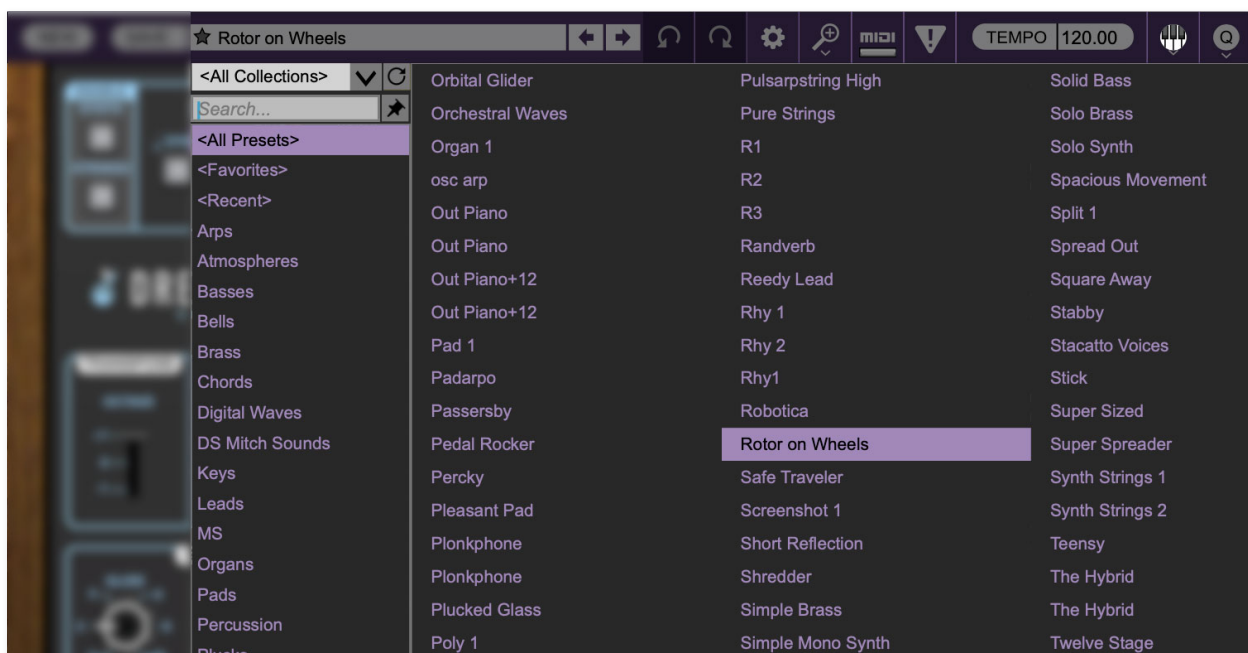 Rotor on Wheels
TEMPO 120.00
Q
<All Collections>
Search...
<All Presets>
<Favorites>
<Recent>
Arps
Atmospheres
Basses
Bells
Brass
Chords
Digital Waves
DS Mitch Sounds
Keys
Leads
MS
Organs
Pads
Percussion
Orbital Glider
Orchestral Waves
Organ 1
osc arp
Out Piano
Out Piano
Out Piano+12
Out Piano+12
Pad 1
Padarpo
Passersby
Pedal Rocker
Percky
Pleasant Pad
Plonkphone
Plonkphone
Plucked Glass
Poly 1
Pulsarpstring High
Pure Strings
R1
R2
R3
Randverb
Reedy Lead
Rhy 1
Rhy 2
Rhy1
Robotica
Rotor on Wheels
Safe Traveler
Screenshot 1
Short Reflection
Shredder
Simple Brass
Simple Mono Synth
Solid Bass
Solo Brass
Solo Synth
Spacious Movement
Split 1
Spread Out
Square Away
Stabby
Stacatto Voices
Stick
Super Sized
Super Spreader
Synth Strings 1
Synth Strings 2
Teensy
The Hybrid
The Hybrid
Twelve Stage